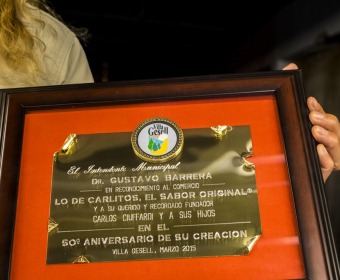 Villa
Gesell
El Intendente Municipal
Dr. GUSTAVO BARRERA
EN RECONOCIMIENTO AL COMERCIO
LO DE CARLITOS, EL SABOR ORIGINAL®
Y A SU QUERIDO Y RECORDADO FUNDADOR
CARLOS CIUFFARDI Y A SUS HIJOS
EN EL
50º ANIVERSARIO DE SU CREACION
VILLA GESELL, MARZO 2015